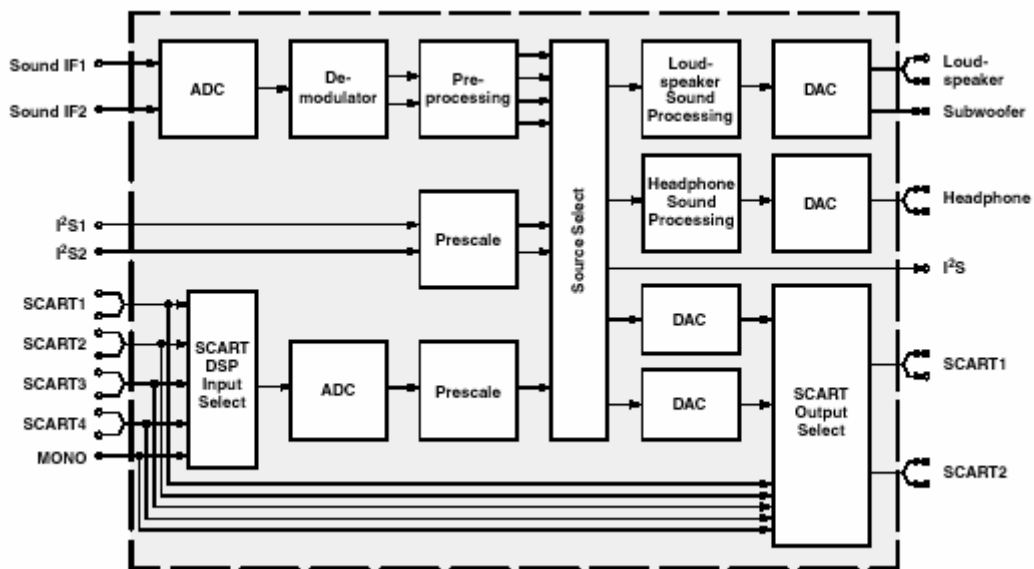 Sound IF1
Sound IF2
ADC
De-
modulator
Pre-
processing
Loud-
speaker
Sound
Processing
DAC
Loud-
speaker
Subwoofer
Headphone
Sound
Processing
DAC
Headphone
I²S1
I²S2
Prescale
Source Select
I²S
SCART1
SCART2
SCART3
SCART4
MONO
SCART
DSP
Input
Select
ADC
Prescale
DAC
DAC
SCART
Output
Select
SCART1
SCART2